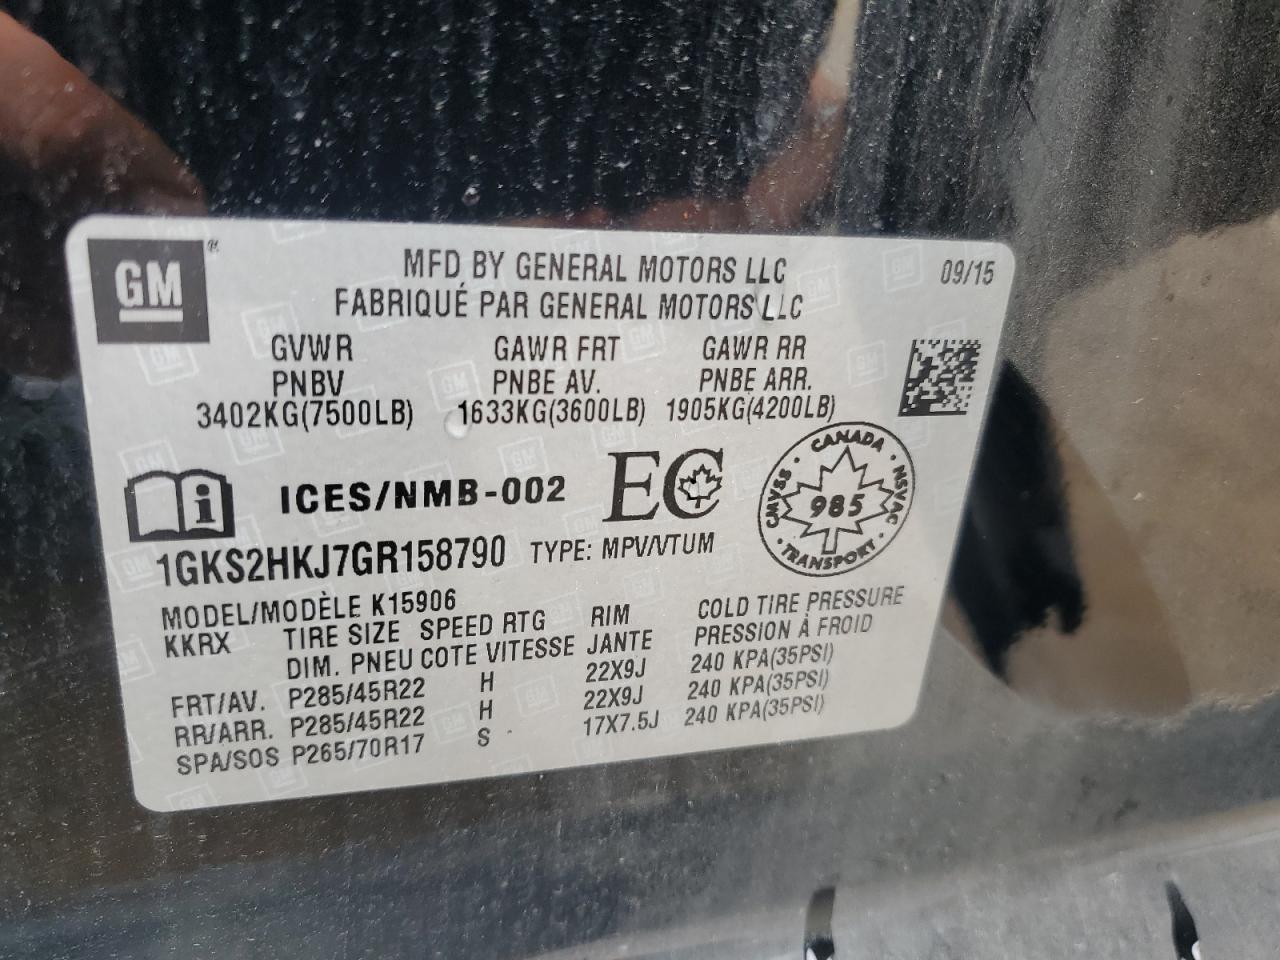 GM ®
MFD BY GENERAL MOTORS LLC
09/15
FABRIQUÉ PAR GENERAL MOTORS LLC
GVWR GAWR FRT GAWR RR
PNBV PNBE AV. PNBE ARR.
3402KG(7500LB) 1633KG(3600LB) 1905KG(4200LB)
i ICES/NMB-002 EC
CANADA
CMVSS 985 NSVAC
TRANSPORT
1GKS2HKJ7GR158790 TYPE: MPV/VTUM
MODEL/MODÈLE K15906
KKRX TIRE SIZE SPEED RTG RIM COLD TIRE PRESSURE
DIM. PNEU COTE VITESSE JANTE PRESSION À FROID
FRT/AV. P285/45R22 H 22X9J 240 KPA(35PSI)
RR/ARR. P285/45R22 H 22X9J 240 KPA(35PSI)
SPA/SOS P265/70R17 S 17X7.5J 240 KPA(35PSI)